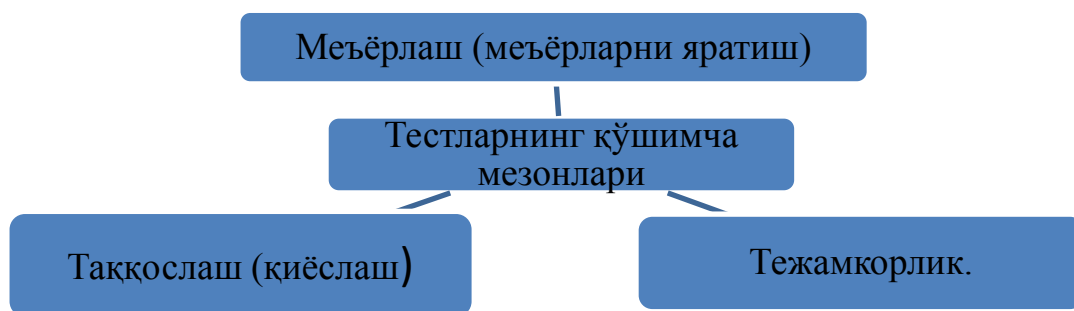 Меъёрлаш (меъёрларни яратиш)
Тестларнинг қўшимча
мезонлари
Таққослаш (қиёслаш)
Тежамкорлик.